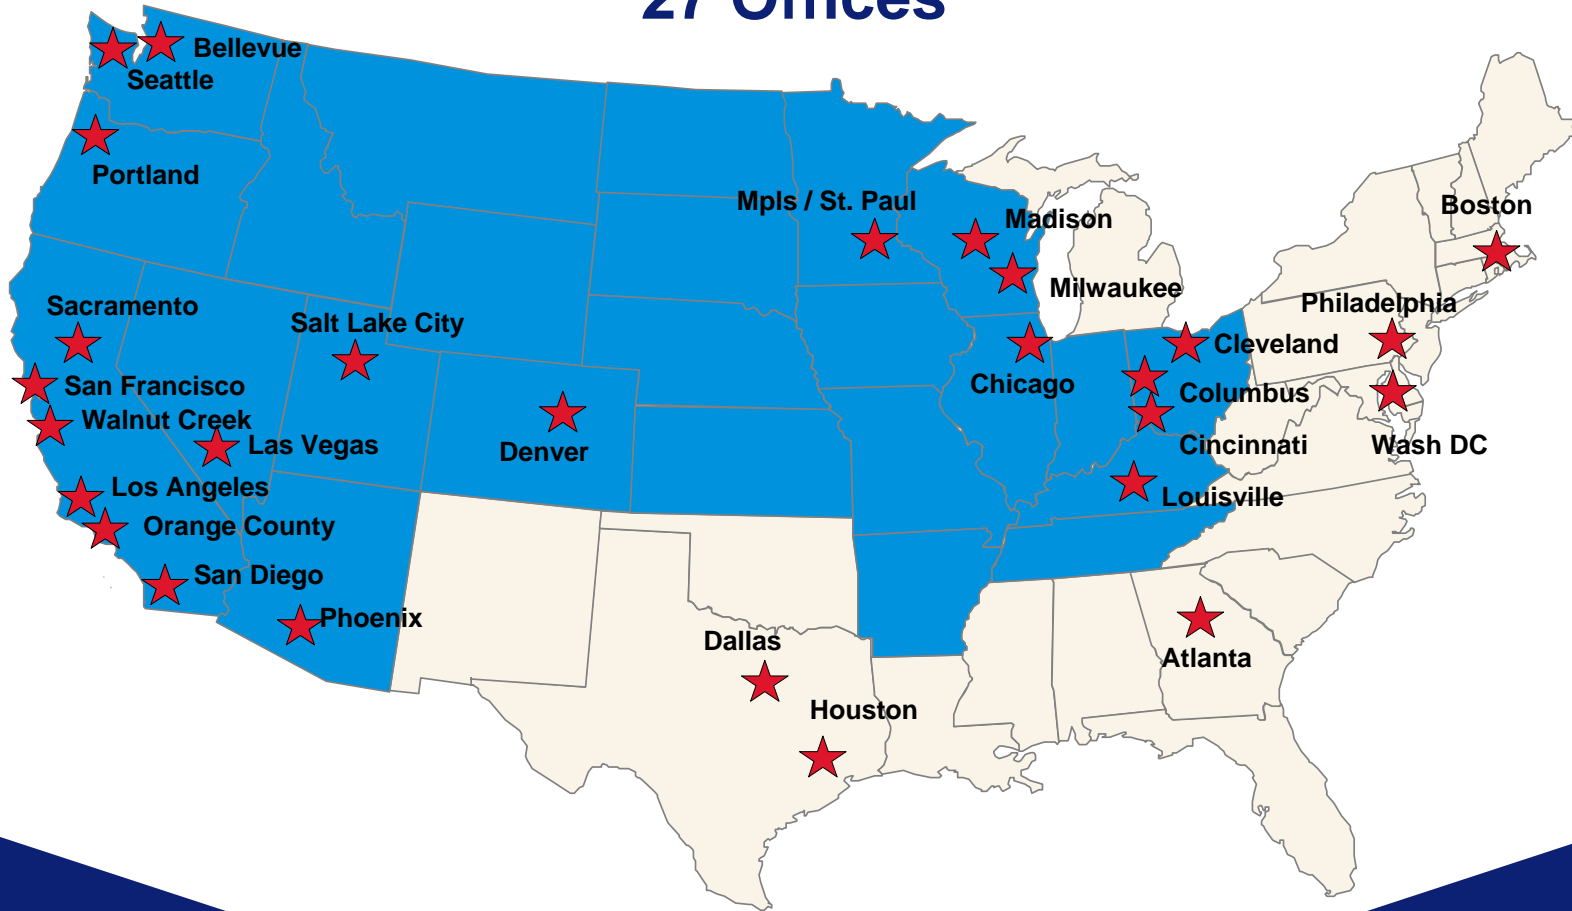 27 Offices
Bellevue
Seattle
Portland
Mpls / St. Paul
Madison
Boston
Milwaukee
Sacramento
Salt Lake City
Philadelphia
Cleveland
San Francisco
Chicago
Columbus
Walnut Creek
Las Vegas
Denver
Cincinnati
Wash DC
Los Angeles
Louisville
Orange County
San Diego
Phoenix
Dallas
Atlanta
Houston